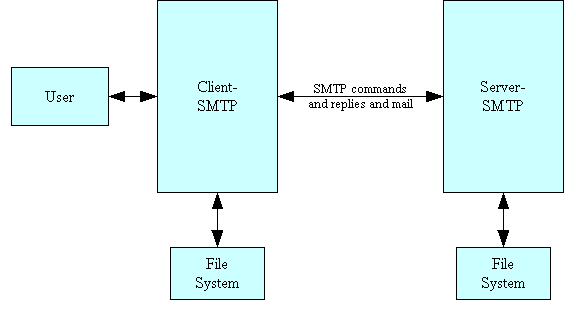 User
Client-
SMTP
SMTP commands
and replies and mail
Server-
SMTP
File
System
File
System